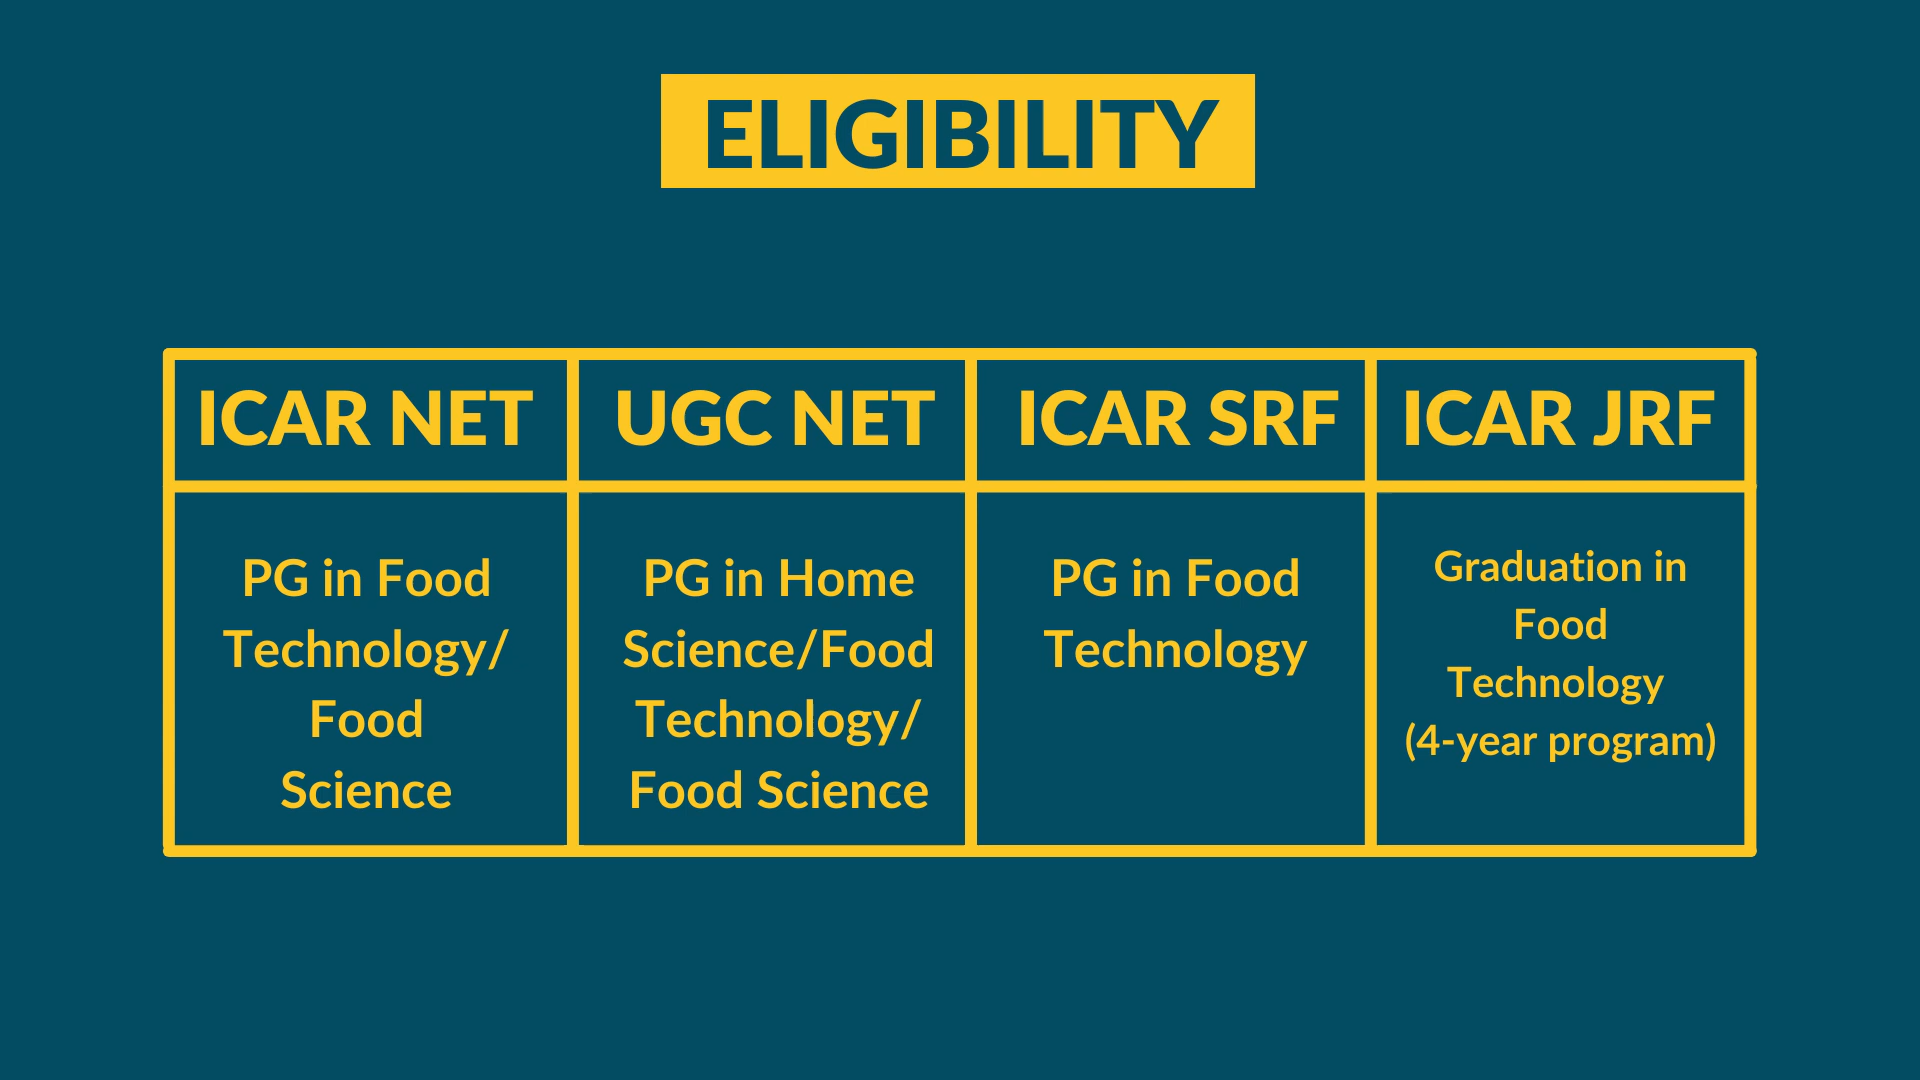 ELIGIBILITY
ICAR NET
UGC NET
ICAR SRF
ICAR JRF
PG in Food
Technology/
Food
Science
PG in Home
Science/Food
Technology/
Food Science
PG in Food
Technology
Graduation in
Food
Technology
(4-year program)